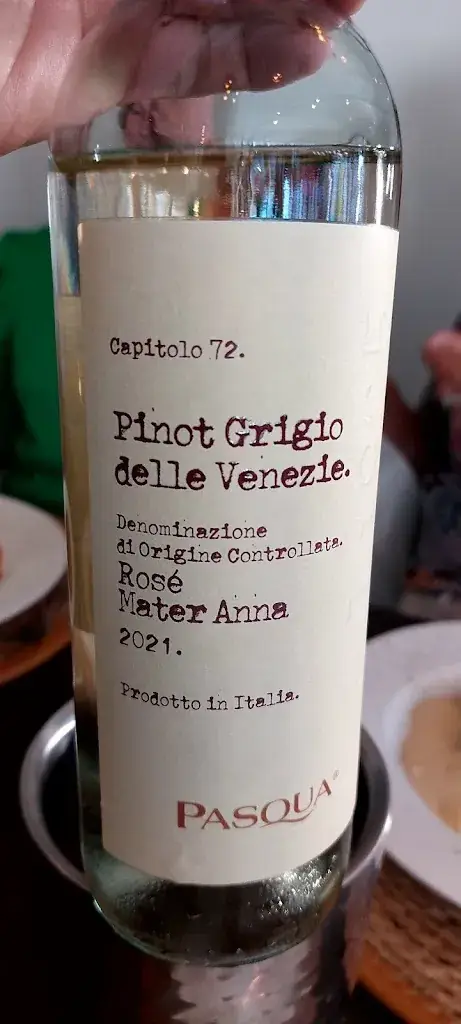 Capitolo 72.
Pinot Grigio
delle Venezie.
Denominazione
di Origine Controllata.
Rosé
Mater Anna
2021.
Prodotto in Italia.
PASQUA®